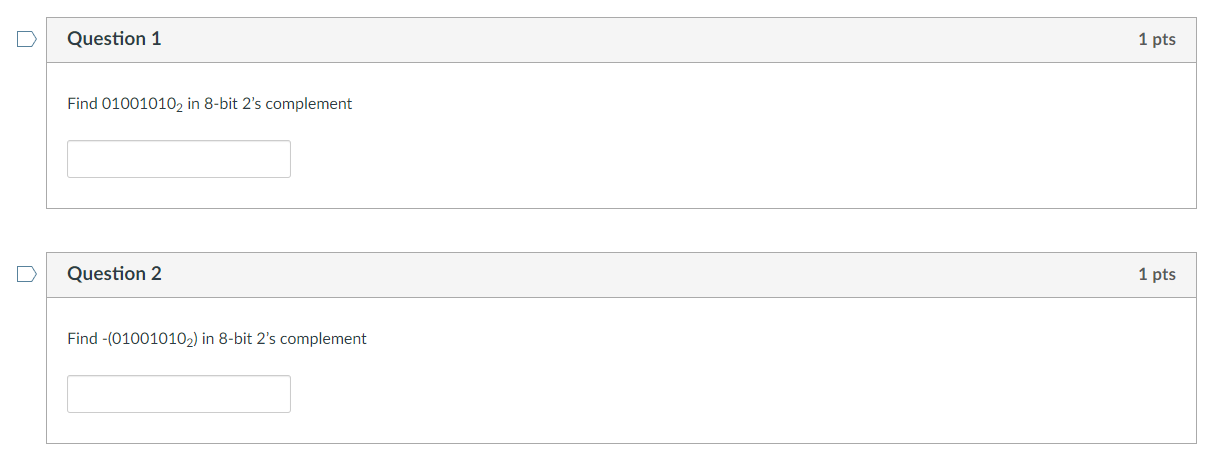 Question 1
1 pts
Find 01001010₂ in 8-bit 2’s complement
Question 2
1 pts
Find -(01001010₂) in 8-bit 2’s complement